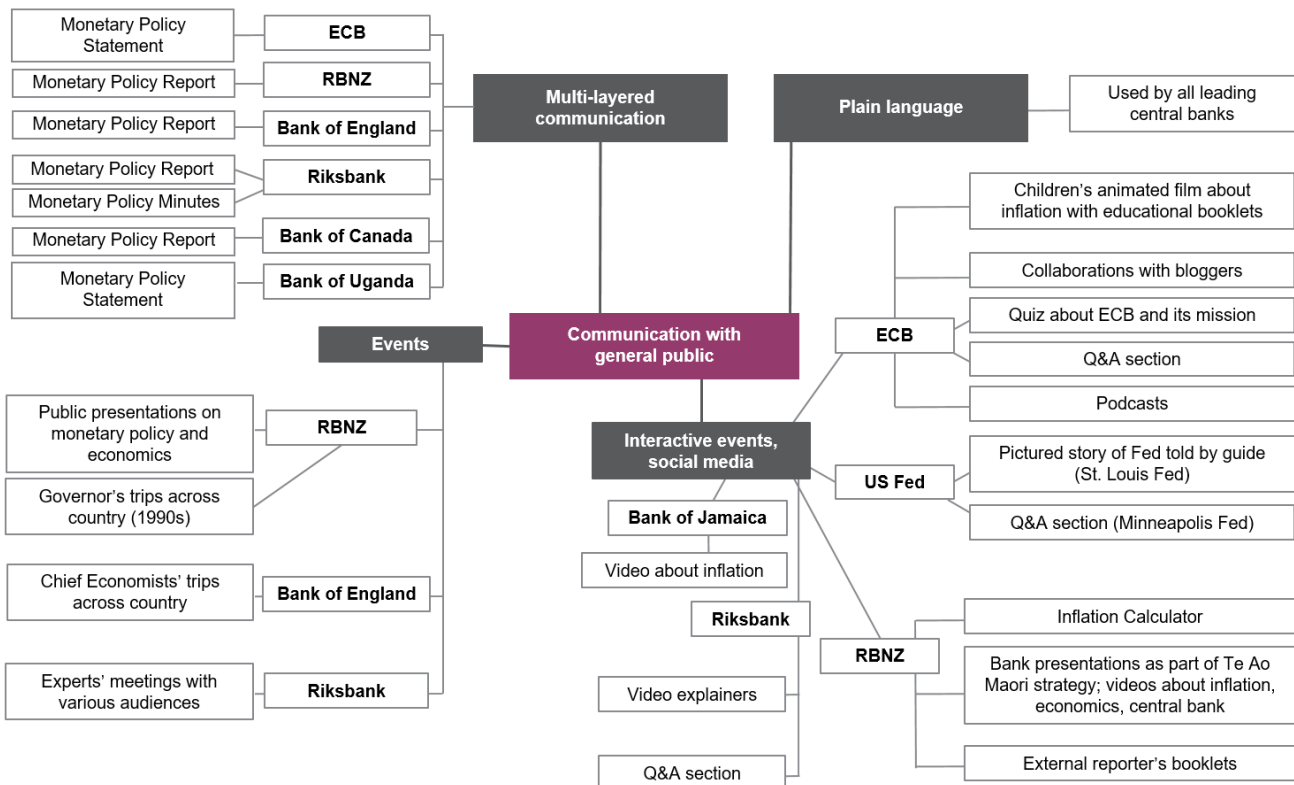 Monetary Policy
Statement
ECB
Monetary Policy Report
RBNZ
Monetary Policy Report
Bank of England
Monetary Policy Report
Monetary Policy Minutes
Riksbank
Monetary Policy Report
Bank of Canada
Monetary Policy
Statement
Bank of Uganda
Multi-layered
communication
Plain language
Used by all leading
central banks
Communication with
general public
Events
Public presentations on
monetary policy and
economics
RBNZ
Governor’s trips across
country (1990s)
Chief Economists’ trips
across country
Bank of England
Experts’ meetings with
various audiences
Riksbank
Interactive events,
social media
Bank of Jamaica
Video about inflation
Riksbank
Video explainers
Q&A section
ECB
Children’s animated film about
inflation with educational booklets
Collaborations with bloggers
Quiz about ECB and its mission
Q&A section
Podcasts
US Fed
Pictured story of Fed told by guide
(St. Louis Fed)
Q&A section (Minneapolis Fed)
RBNZ
Inflation Calculator
Bank presentations as part of Te Ao
Maori strategy; videos about inflation,
economics, central bank
External reporter’s booklets